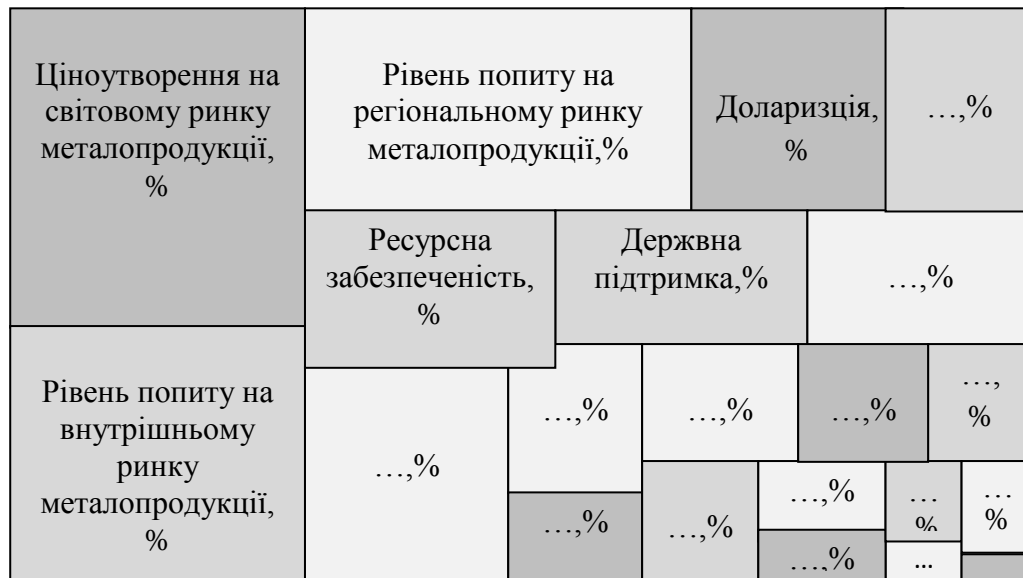 Ціноутворення на
світовому ринку
металопродукції,
%
Рівень попиту на
регіональному ринку
металопродукції,%
Доларизція,
%
…,%
Ресурсна
забезпеченість,
%
Держвна
підтримка,%
…,%
Рівень попиту на
внутрішньому
ринку
металопродукції,
%
…,%
…,%
…,%
…,%
…,
%
…,%
…,%
…,%
…,%
…
%
…
%
...